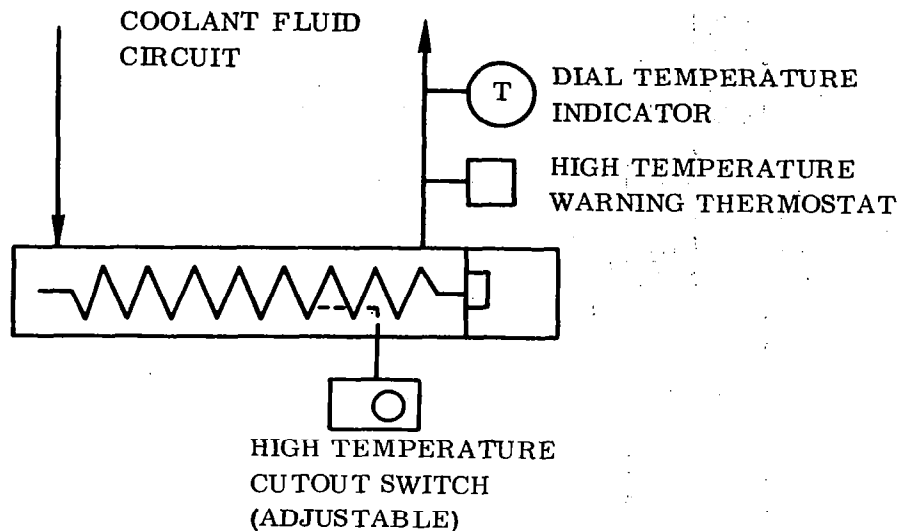 COOLANT FLUID
CIRCUIT
T
DIAL TEMPERATURE
INDICATOR
HIGH TEMPERATURE
WARNING THERMOSTAT
HIGH TEMPERATURE
CUTOUT SWITCH
(ADJUSTABLE)